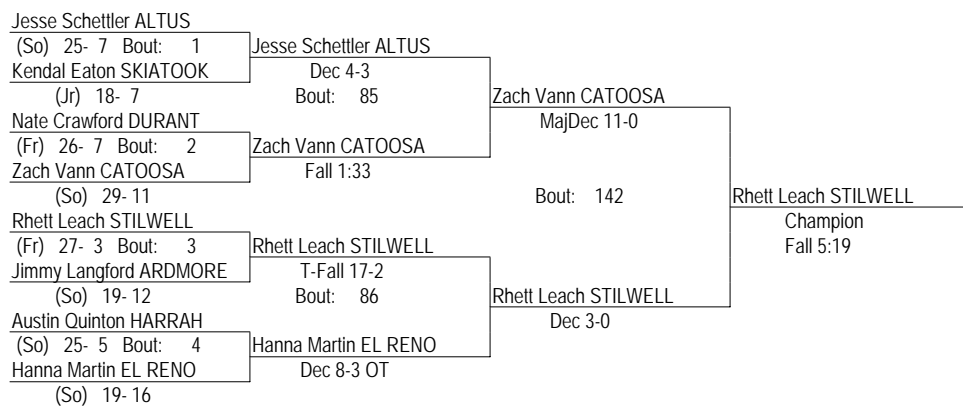 Jesse Schettler ALTUS
(So) 25- 7 Bout: 1
Jesse Schettler ALTUS
Kendal Eaton SKIATOOK
Dec 4-3
(Jr) 18- 7
Bout: 85
Zach Vann CATOOSA
Nate Crawford DURANT
MajDec 11-0
(Fr) 26- 7 Bout: 2
Zach Vann CATOOSA
Zach Vann CATOOSA
Fall 1:33
(So) 29- 11
Bout: 142
Rhett Leach STILWELL
Rhett Leach STILWELL
Champion
(Fr) 27- 3 Bout: 3
Rhett Leach STILWELL
Fall 5:19
Jimmy Langford ARDMORE
T-Fall 17-2
(So) 19- 12
Bout: 86
Rhett Leach STILWELL
Austin Quinton HARRAH
Dec 3-0
(So) 25- 5 Bout: 4
Hanna Martin EL RENO
Hanna Martin EL RENO
Dec 8-3 OT
(So) 19- 16